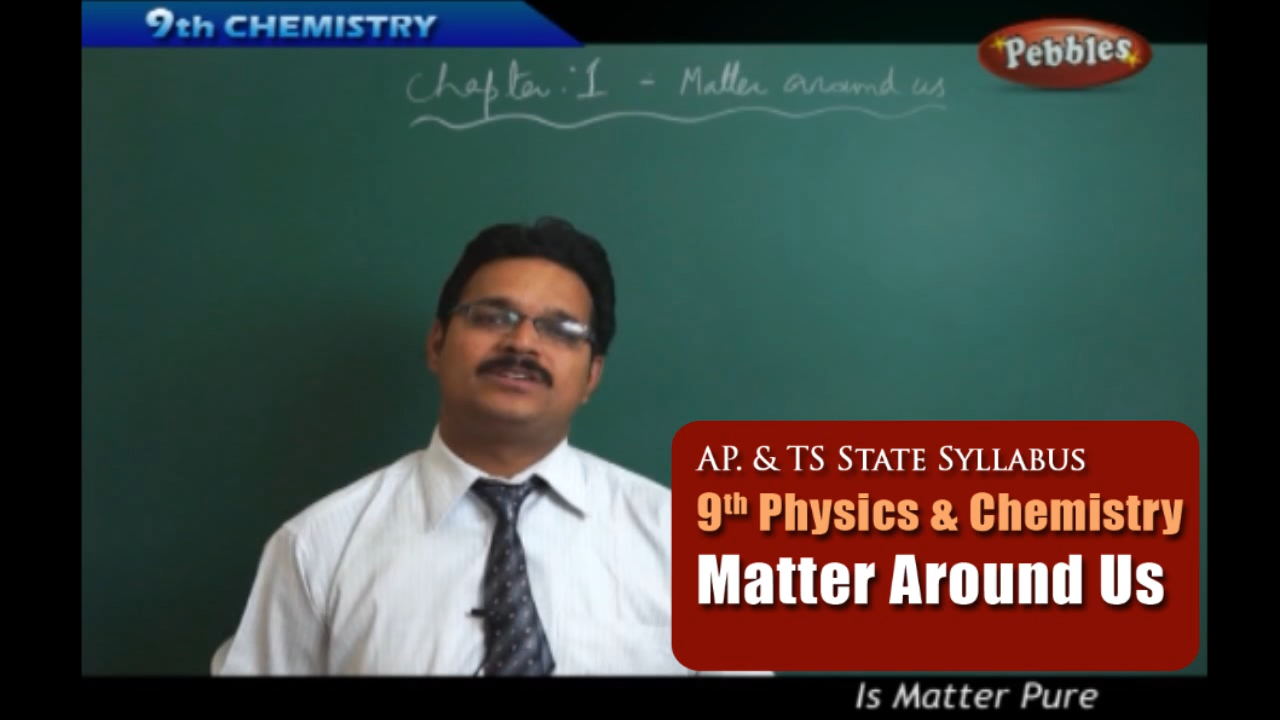 9th CHEMISTRY
Pebbles
Chapter : 1 - Matter around us
AP. & TS STATE SYLLABUS
9th Physics & Chemistry
Matter Around Us
Is Matter Pure